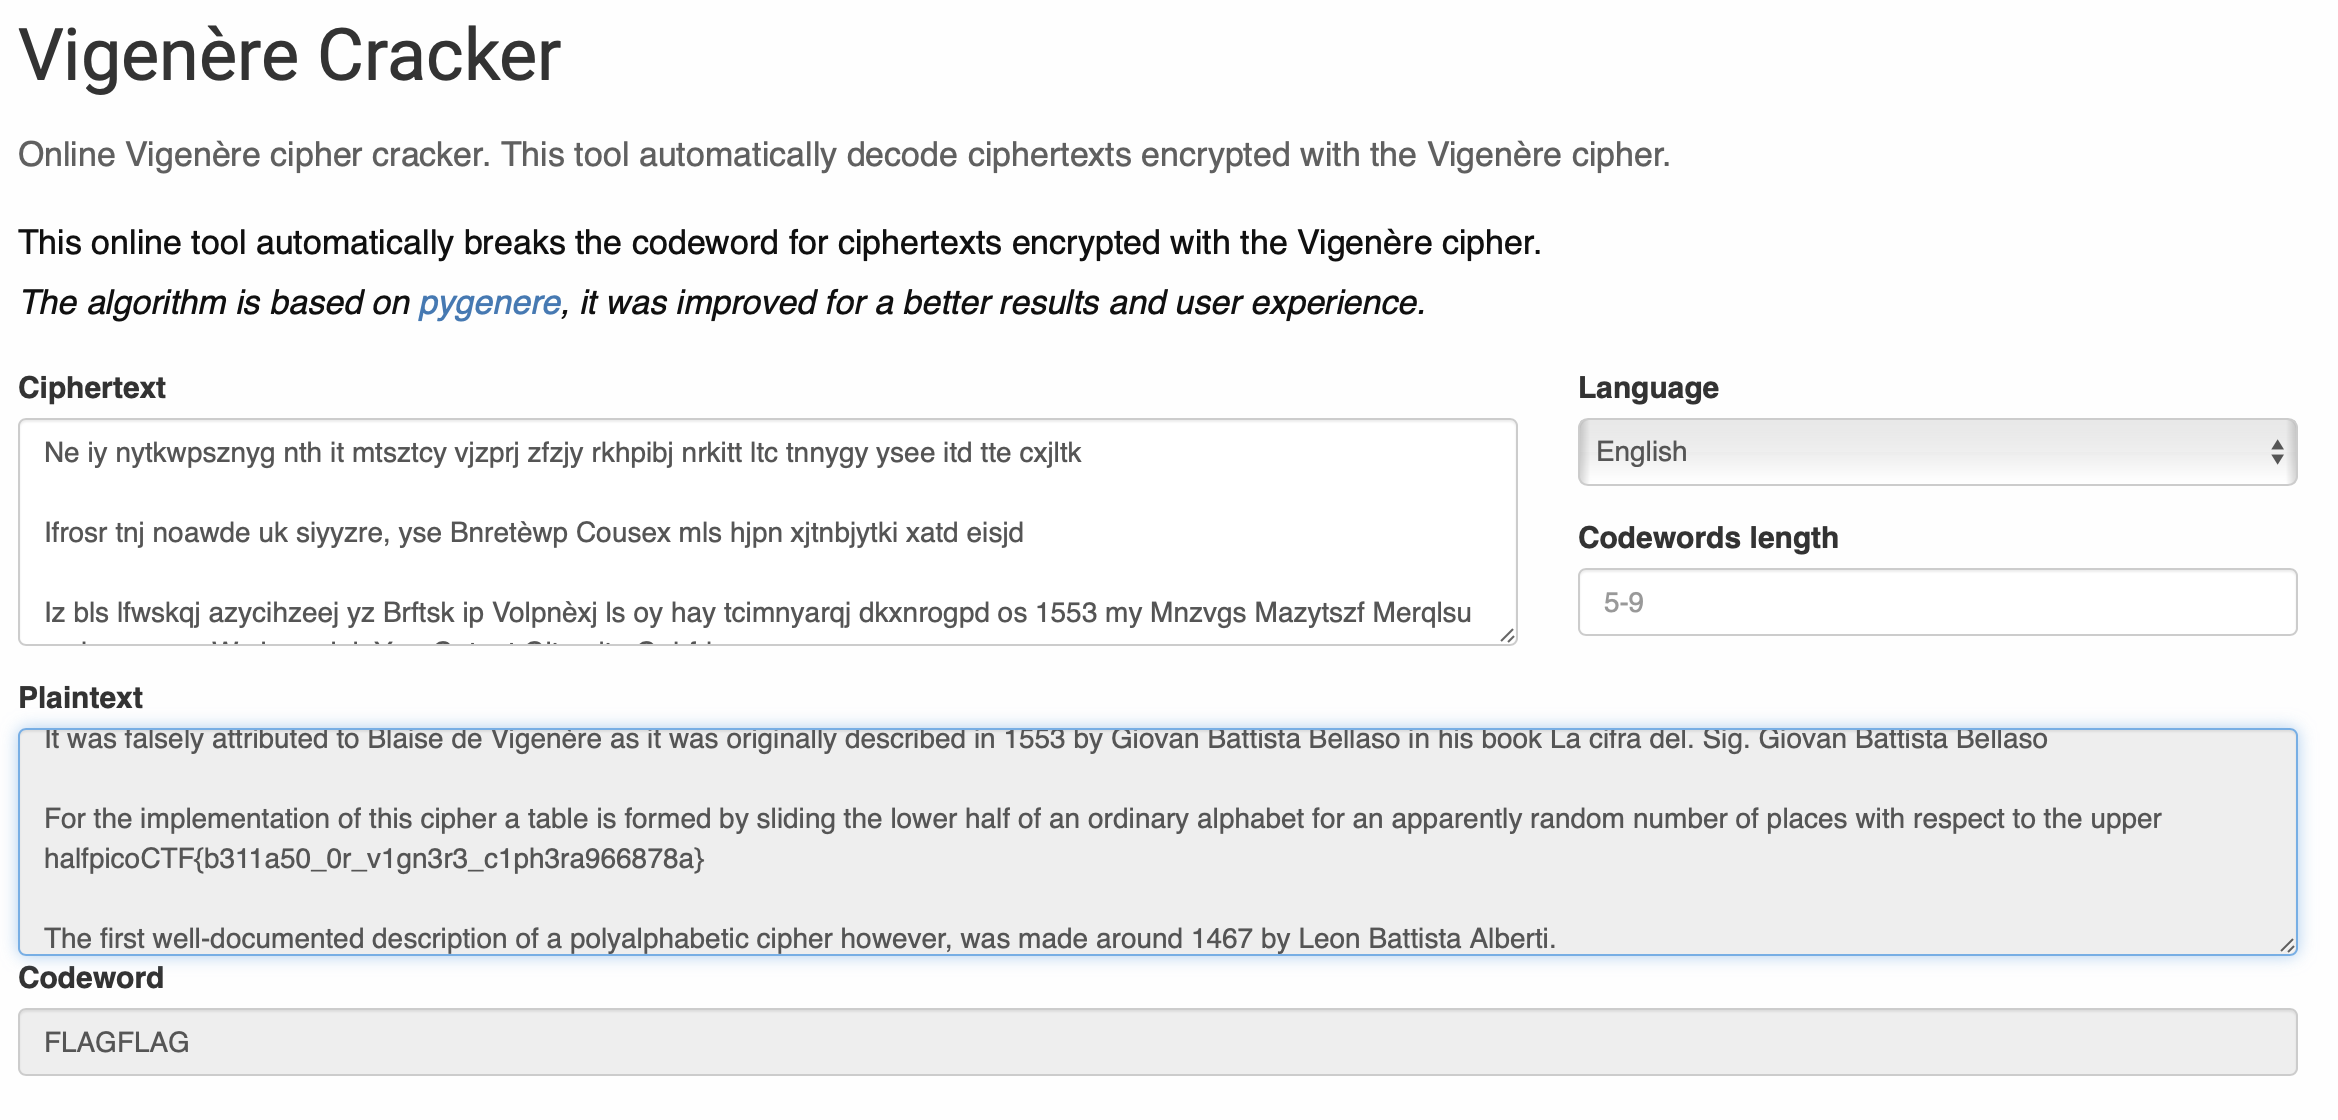 Vigenère Cracker
Online Vigenère cipher cracker. This tool automatically decode ciphertexts encrypted with the Vigenère cipher.
This online tool automatically breaks the codeword for ciphertexts encrypted with the Vigenère cipher.
The algorithm is based on pygenere, it was improved for a better results and user experience.
Ciphertext
Ne iy nytkwpsznyg nth it mtsztcy vjzprj zfzjy rkhpibj nrkitt ltc tnnygy ysee itd tte cxjltk
Ifrosr tnj noawde uk siyyzre, yse Bnretèwp Cousex mls hjpn xjtnbjytki xatd eisjd
Iz bls lfwskqj azycihzeej yz Brftsk ip Volpnèxj ls oy hay tcimnyarqj dkxnrogpd os 1553 my Mnzvgs Mazytszf Merqlsu
Language
English
Codewords length
5-9
Plaintext
It was falsely attributed to Blaise de Vigenère as it was originally described in 1553 by Giovan Battista Bellaso in his book La cifra del. Sig. Giovan Battista Bellaso
For the implementation of this cipher a table is formed by sliding the lower half of an ordinary alphabet for an apparently random number of places with respect to the upper
halfpicoCTF{b311a50_0r_v1gn3r3_c1ph3ra966878a}
The first well-documented description of a polyalphabetic cipher however, was made around 1467 by Leon Battista Alberti.
Codeword
FLAGFLAG